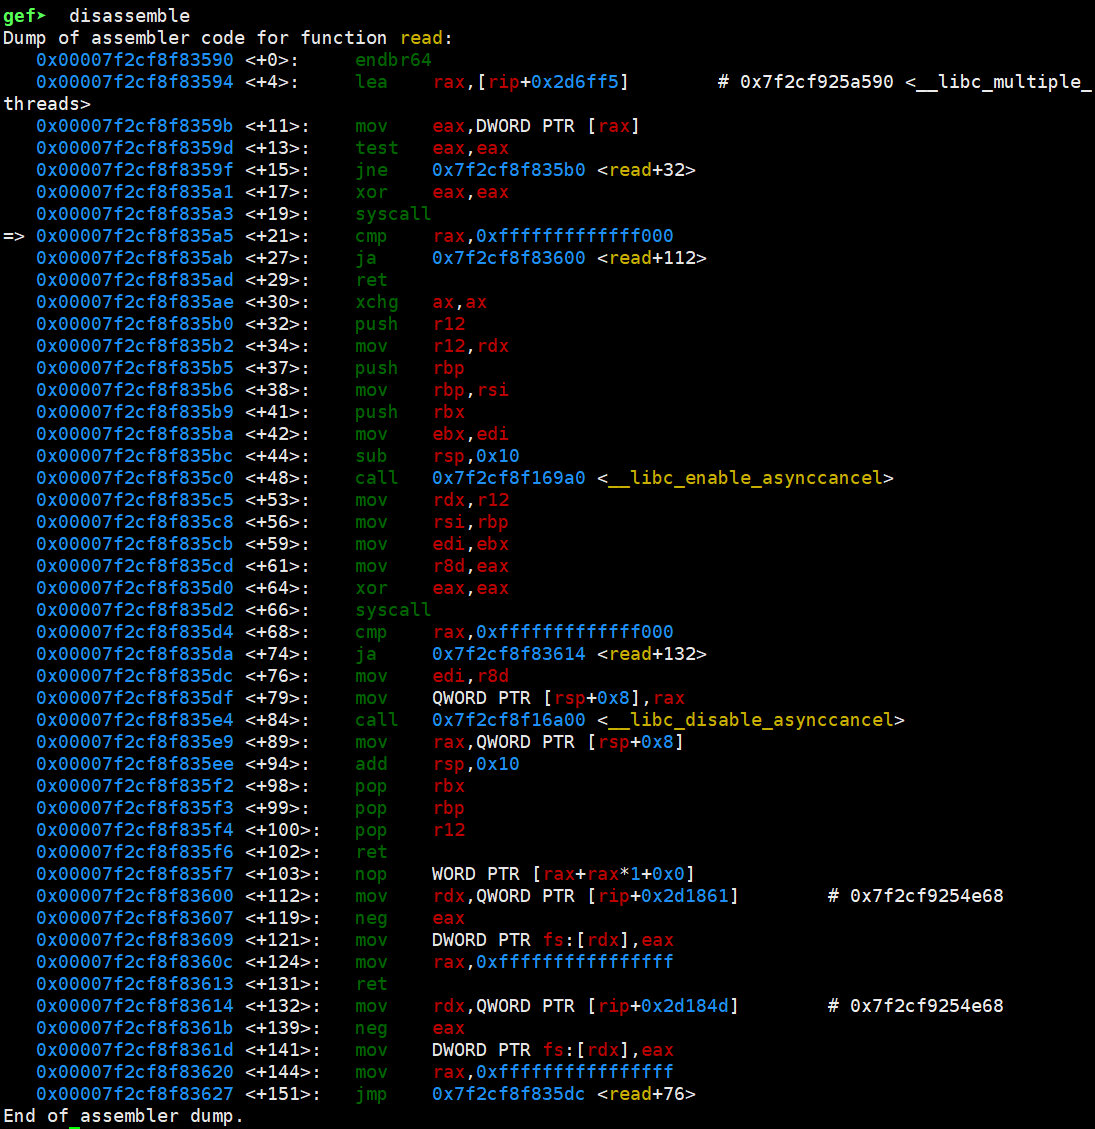 gef➤  disassemble
Dump of assembler code for function read:
   0x00007f2cf8f83590 <+0>:	endbr64
   0x00007f2cf8f83594 <+4>:	lea    rax,[rip+0x2d6ff5]        # 0x7f2cf925a590 <__libc_multiple_
threads>
   0x00007f2cf8f8359b <+11>:	mov    eax,DWORD PTR [rax]
   0x00007f2cf8f8359d <+13>:	test   eax,eax
   0x00007f2cf8f8359f <+15>:	jne    0x7f2cf8f835b0 <read+32>
   0x00007f2cf8f835a1 <+17>:	xor    eax,eax
   0x00007f2cf8f835a3 <+19>:	syscall
=> 0x00007f2cf8f835a5 <+21>:	cmp    rax,0xfffffffffffff000
   0x00007f2cf8f835ab <+27>:	ja     0x7f2cf8f83600 <read+112>
   0x00007f2cf8f835ad <+29>:	ret
   0x00007f2cf8f835ae <+30>:	xchg   ax,ax
   0x00007f2cf8f835b0 <+32>:	push   r12
   0x00007f2cf8f835b2 <+34>:	mov    r12,rdx
   0x00007f2cf8f835b5 <+37>:	push   rbp
   0x00007f2cf8f835b6 <+38>:	mov    rbp,rsi
   0x00007f2cf8f835b9 <+41>:	push   rbx
   0x00007f2cf8f835ba <+42>:	mov    ebx,edi
   0x00007f2cf8f835bc <+44>:	sub    rsp,0x10
   0x00007f2cf8f835c0 <+48>:	call   0x7f2cf8f169a0 <__libc_enable_asynccancel>
   0x00007f2cf8f835c5 <+53>:	mov    rdx,r12
   0x00007f2cf8f835c8 <+56>:	mov    rsi,rbp
   0x00007f2cf8f835cb <+59>:	mov    edi,ebx
   0x00007f2cf8f835cd <+61>:	mov    r8d,eax
   0x00007f2cf8f835d0 <+64>:	xor    eax,eax
   0x00007f2cf8f835d2 <+66>:	syscall
   0x00007f2cf8f835d4 <+68>:	cmp    rax,0xfffffffffffff000
   0x00007f2cf8f835da <+74>:	ja     0x7f2cf8f83614 <read+132>
   0x00007f2cf8f835dc <+76>:	mov    edi,r8d
   0x00007f2cf8f835df <+79>:	mov    QWORD PTR [rsp+0x8],rax
   0x00007f2cf8f835e4 <+84>:	call   0x7f2cf8f16a00 <__libc_disable_asynccancel>
   0x00007f2cf8f835e9 <+89>:	mov    rax,QWORD PTR [rsp+0x8]
   0x00007f2cf8f835ee <+94>:	add    rsp,0x10
   0x00007f2cf8f835f2 <+98>:	pop    rbx
   0x00007f2cf8f835f3 <+99>:	pop    rbp
   0x00007f2cf8f835f4 <+100>:	pop    r12
   0x00007f2cf8f835f6 <+102>:	ret
   0x00007f2cf8f835f7 <+103>:	nop    WORD PTR [rax+rax*1+0x0]
   0x00007f2cf8f83600 <+112>:	mov    rdx,QWORD PTR [rip+0x2d1861]        # 0x7f2cf9254e68
   0x00007f2cf8f83607 <+119>:	neg    eax
   0x00007f2cf8f83609 <+121>:	mov    DWORD PTR fs:[rdx],eax
   0x00007f2cf8f8360c <+124>:	mov    rax,0xffffffffffffffff
   0x00007f2cf8f83613 <+131>:	ret
   0x00007f2cf8f83614 <+132>:	mov    rdx,QWORD PTR [rip+0x2d184d]        # 0x7f2cf9254e68
   0x00007f2cf8f8361b <+139>:	neg    eax
   0x00007f2cf8f8361d <+141>:	mov    DWORD PTR fs:[rdx],eax
   0x00007f2cf8f83620 <+144>:	mov    rax,0xffffffffffffffff
   0x00007f2cf8f83627 <+151>:	jmp    0x7f2cf8f835dc <read+76>
End of assembler dump.